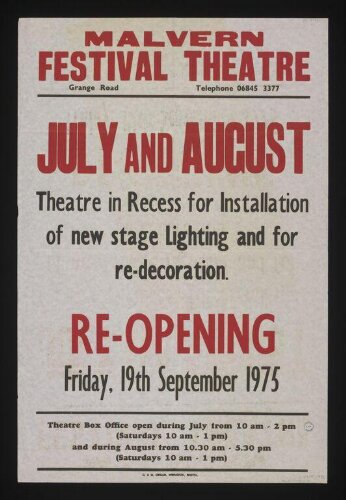 MALVERN
FESTIVAL THEATRE
Grange Road Telephone 06845 3377
JULY AND AUGUST
Theatre in Recess for Installation
of new stage Lighting and for
re-decoration.
RE-OPENING
Friday, 19th September 1975
Theatre Box Office open during July from 10 am - 2 pm
(Saturdays 10 am - 1 pm)
and during August from 10.30 am - 5.30 pm
(Saturdays 10 am - 1 pm)